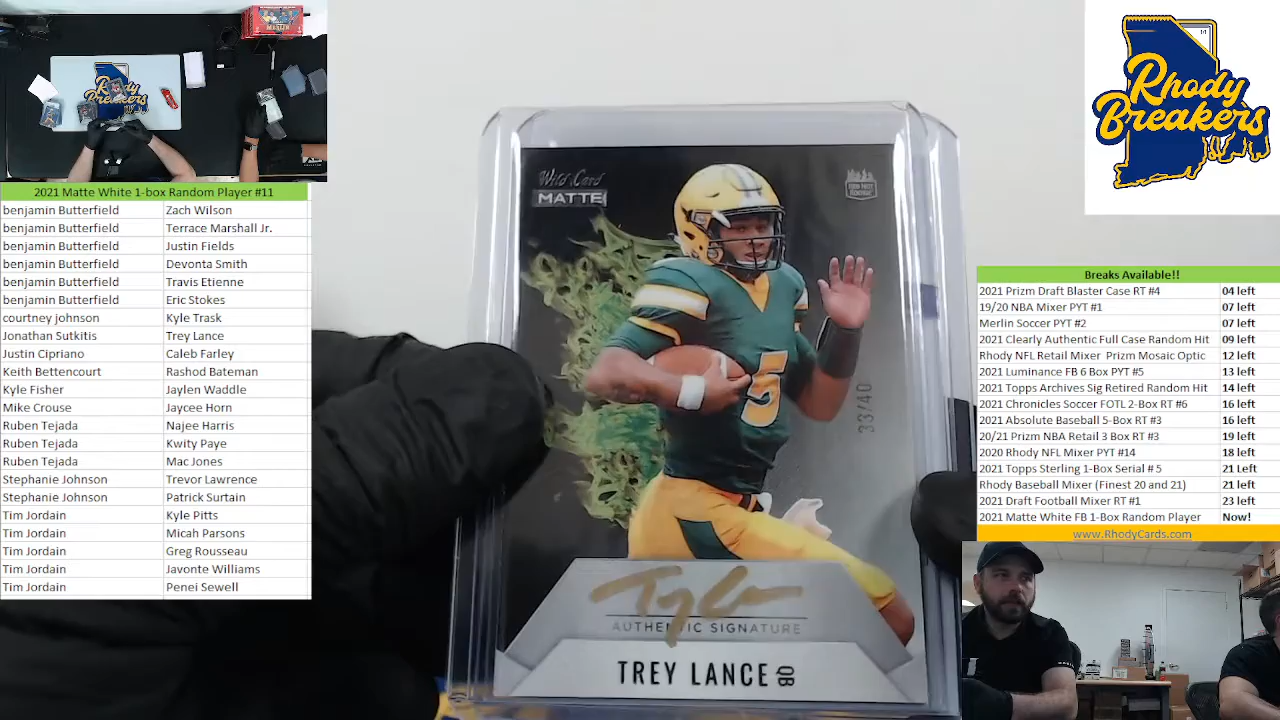 MERLIN
Rhody
Breakers
2021 Matte White 1-box Random Player #11
benjamin Butterfield Zach Wilson
benjamin Butterfield Terrace Marshall Jr.
benjamin Butterfield Justin Fields
benjamin Butterfield Devonta Smith
benjamin Butterfield Travis Etienne
benjamin Butterfield Eric Stokes
courtney johnson Kyle Trask
Jonathan Sutkitis Trey Lance
Justin Cipriano Caleb Farley
Keith Bettencourt Rashod Bateman
Kyle Fisher Jaylen Waddle
Mike Crouse Jaycee Horn
Ruben Tejada Najee Harris
Ruben Tejada Kwity Paye
Ruben Tejada Mac Jones
Stephanie Johnson Trevor Lawrence
Stephanie Johnson Patrick Surtain
Tim Jordain Kyle Pitts
Tim Jordain Micah Parsons
Tim Jordain Greg Rousseau
Tim Jordain Javonte Williams
Tim Jordain Penei Sewell
Wild Card
MATTE
RED HOT
ROOKIE
5
5
33/40
AUTHENTIC SIGNATURE
TREY LANCE QB
Rhody
Breakers
Breaks Available!!
2021 Prizm Draft Blaster Case RT #4 04 left
19/20 NBA Mixer PYT #1 07 left
Merlin Soccer PYT #2 07 left
2021 Clearly Authentic Full Case Random Hit 09 left
Rhody NFL Retail Mixer Prizm Mosaic Optic 12 left
2021 Luminance FB 6 Box PYT #5 13 left
2021 Topps Archives Sig Retired Random Hit 14 left
2021 Chronicles Soccer FOTL 2-Box RT #6 16 left
2021 Absolute Baseball 5-Box RT #3 16 left
20/21 Prizm NBA Retail 3 Box RT #3 19 left
2020 Rhody NFL Mixer PYT #14 18 left
2021 Topps Sterling 1-Box Serial # 5 21 Left
Rhody Baseball Mixer (Finest 20 and 21) 21 left
2021 Draft Football Mixer RT #1 23 left
2021 Matte White FB 1-Box Random Player Now!
www.RhodyCards.com